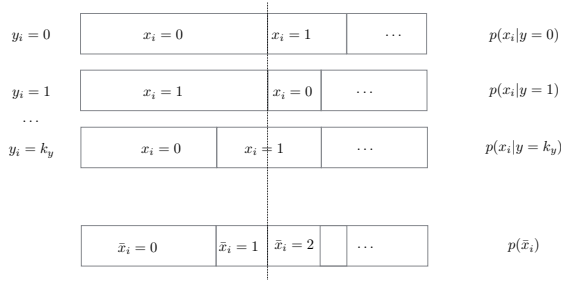 y_i = 0 x_i = 0 x_i = 1 ⋯ p(x_i|y = 0)
y_i = 1 x_i = 1 x_i = 0 ⋯ p(x_i|y = 1)
⋯
y_i = k_y x_i = 0 x_i = 1 ⋯ p(x_i|y = k_y)
x̄_i = 0 x̄_i = 1 x̄_i = 2 ⋯ p(x̄_i)